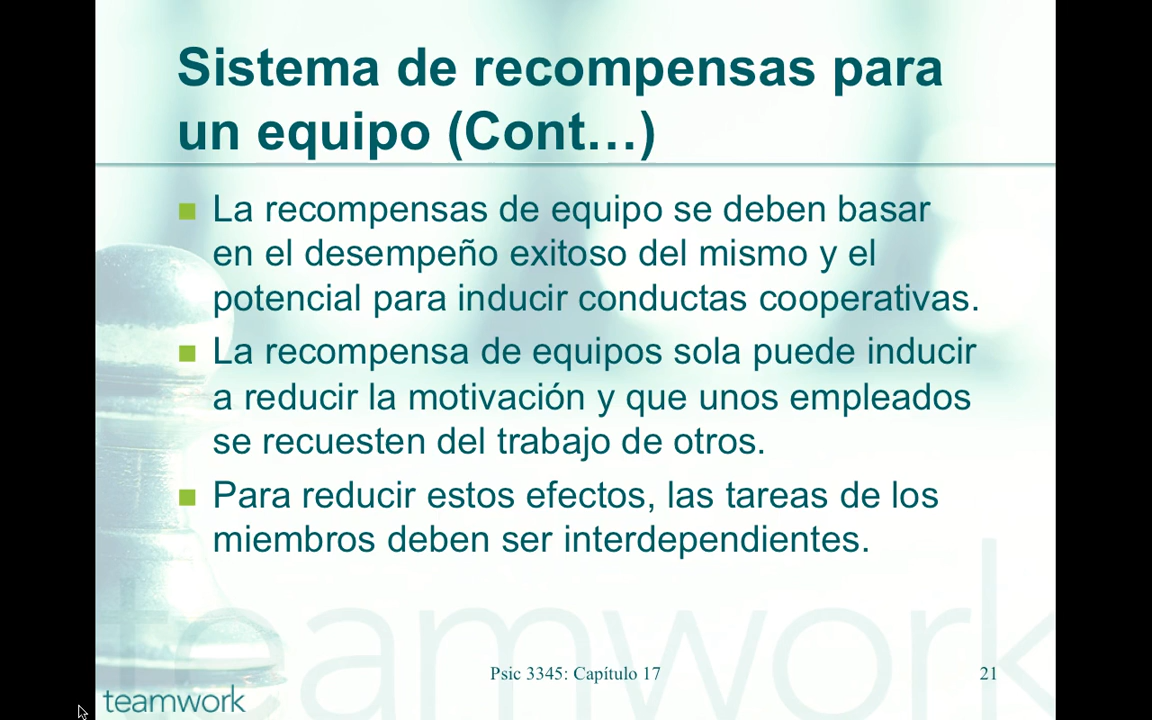 Sistema de recompensas para
un equipo (Cont…)
La recompensas de equipo se deben basar
en el desempeño exitoso del mismo y el
potencial para inducir conductas cooperativas.
La recompensa de equipos sola puede inducir
a reducir la motivación y que unos empleados
se recuesten del trabajo de otros.
Para reducir estos efectos, las tareas de los
miembros deben ser interdependientes.
teamwork
Psic 3345: Capítulo 17
21
teamwork